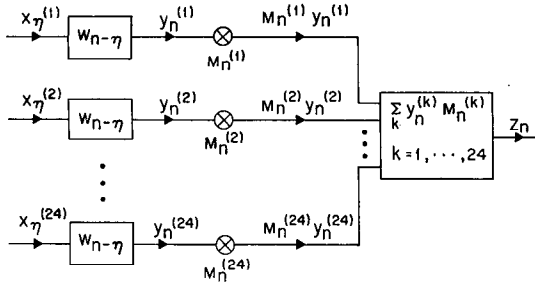 xη(1) Wn-η yn(1) Mn(1) Mn(1) yn(1)
xη(2) Wn-η yn(2) Mn(2) Mn(2) yn(2)
xη(24) Wn-η yn(24) Mn(24) Mn(24) yn(24)
Σk yn(k) Mn(k)
k=1, ···, 24
Zn